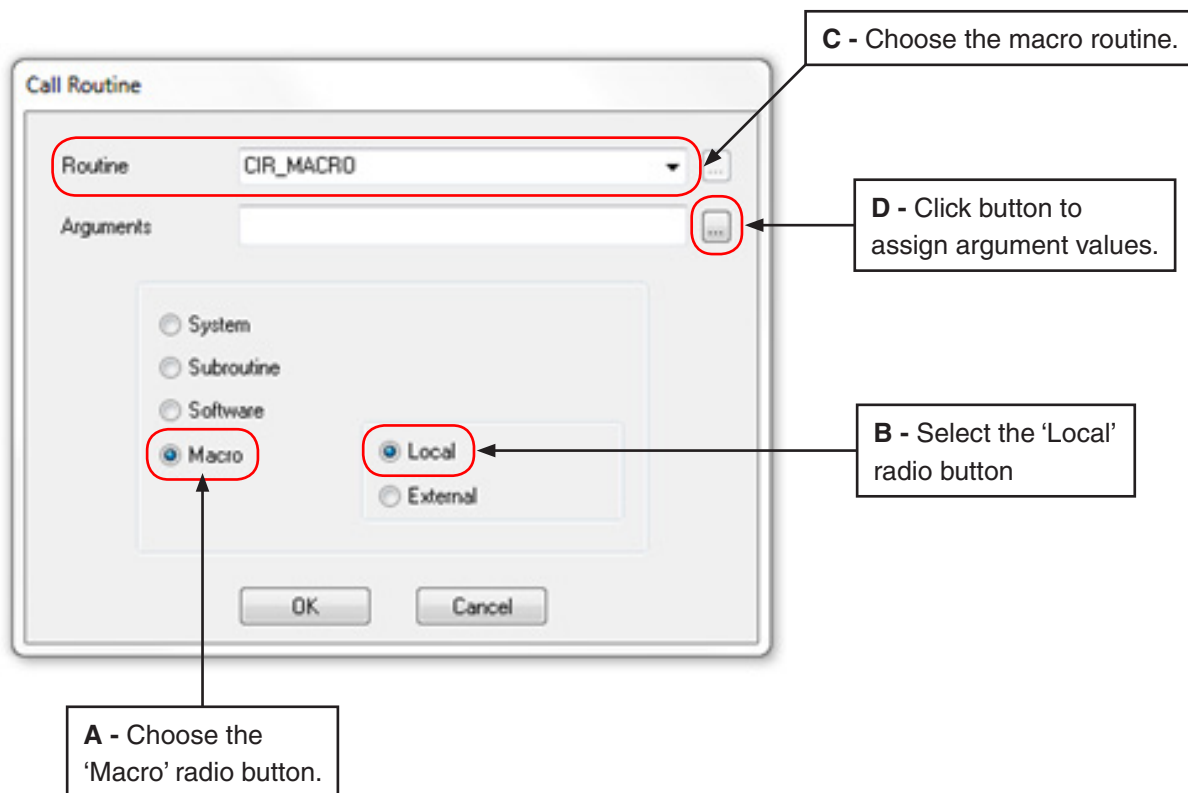 C - Choose the macro routine.
Call Routine
Routine CIR_MACRO
...
Arguments
...
D - Click button to
assign argument values.
System
Subroutine
Software
Macro
Local
External
B - Select the ‘Local’
radio button
OK Cancel
A - Choose the
‘Macro’ radio button.